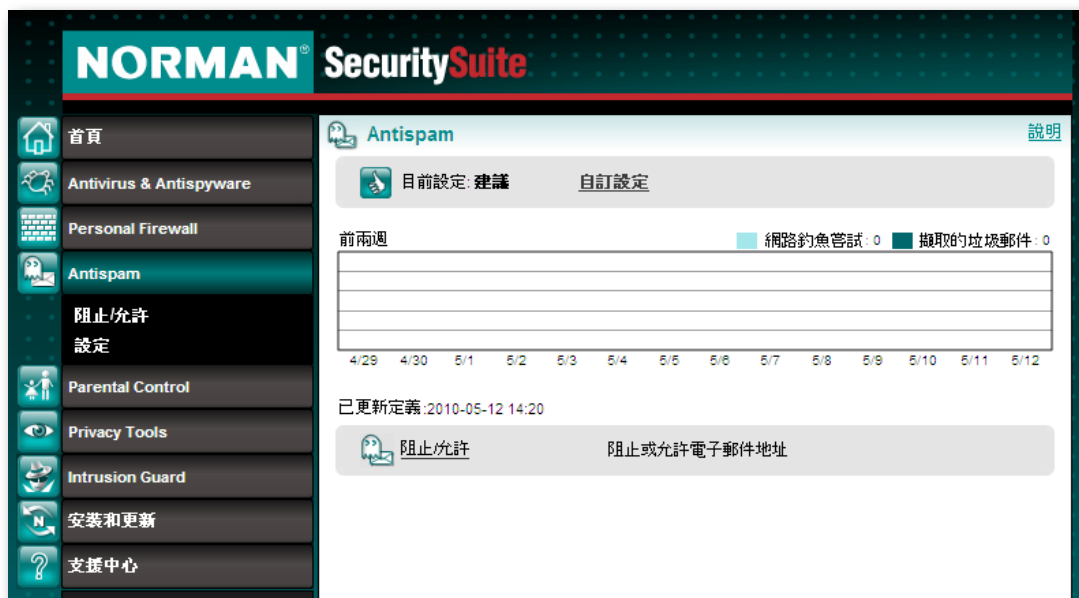 NORMAN® SecuritySuite
首頁
Antivirus & Antispyware
Personal Firewall
Antispam
阻止/允許
設定
Parental Control
Privacy Tools
Intrusion Guard
安裝和更新
支援中心
Antispam 說明
目前設定: 建議 自訂設定
前兩週 網路釣魚嘗試: 0 擷取的垃圾郵件: 0
4/29 4/30 5/1 5/2 5/3 5/4 5/5 5/6 5/7 5/8 5/9 5/10 5/11 5/12
已更新定義:2010-05-12 14:20
阻止/允許 阻止或允許電子郵件地址